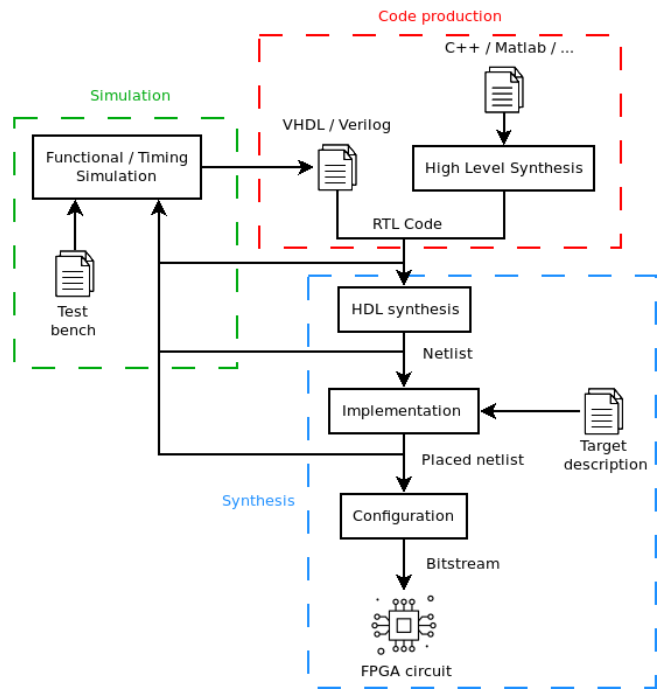 Code production
C++ / Matlab / ...
Simulation
VHDL / Verilog
Functional / Timing
Simulation
High Level Synthesis
RTL Code
Test
bench
HDL synthesis
Netlist
Implementation
Target
description
Placed netlist
Synthesis
Configuration
Bitstream
FPGA circuit